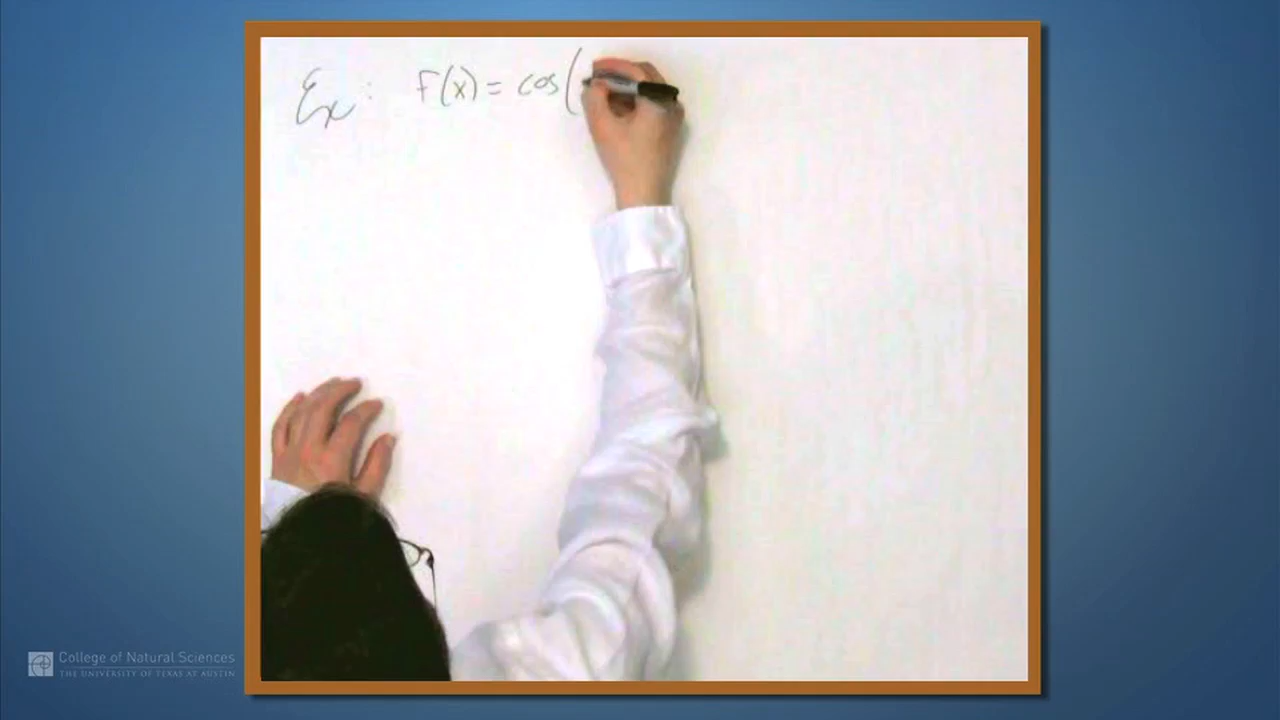 Ex: f(x) = cos(
College of Natural Sciences
THE UNIVERSITY OF TEXAS AT AUSTIN